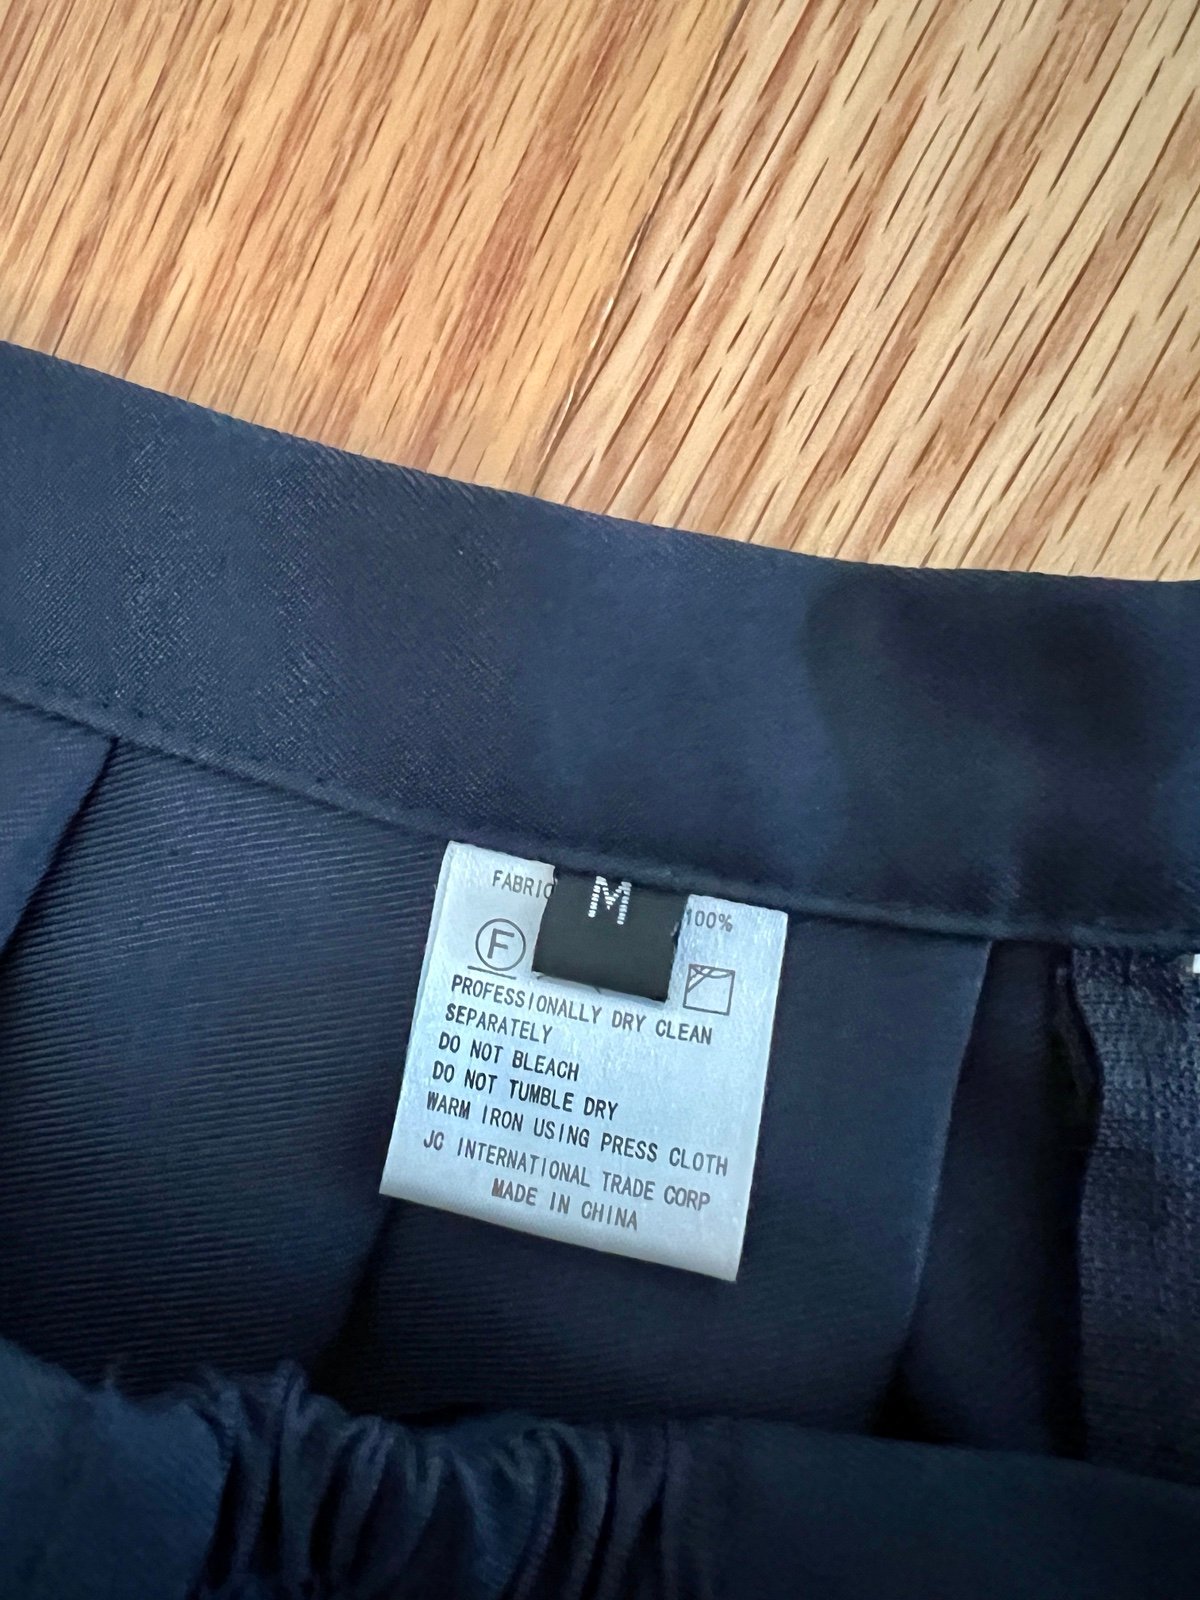 FABRIC 100%
M
F
PROFESSIONALLY DRY CLEAN
SEPARATELY
DO NOT BLEACH
DO NOT TUMBLE DRY
WARM IRON USING PRESS CLOTH
JC INTERNATIONAL TRADE CORP
MADE IN CHINA